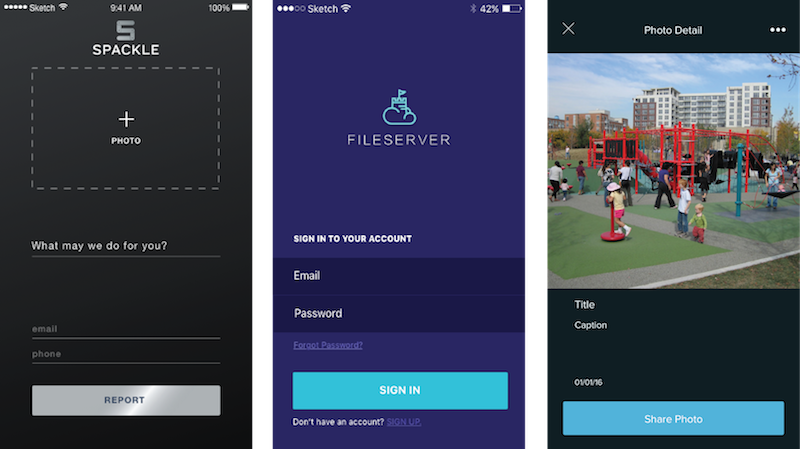 Sketch 9:41 AM 100%
SPACKLE
+
PHOTO
What may we do for you?
email
phone
REPORT
Sketch 42%
FILESERVER
SIGN IN TO YOUR ACCOUNT
Email
Password
Forgot Password?
SIGN IN
Don't have an account? SIGN UP.
Photo Detail
Title
Caption
01/01/16
Share Photo